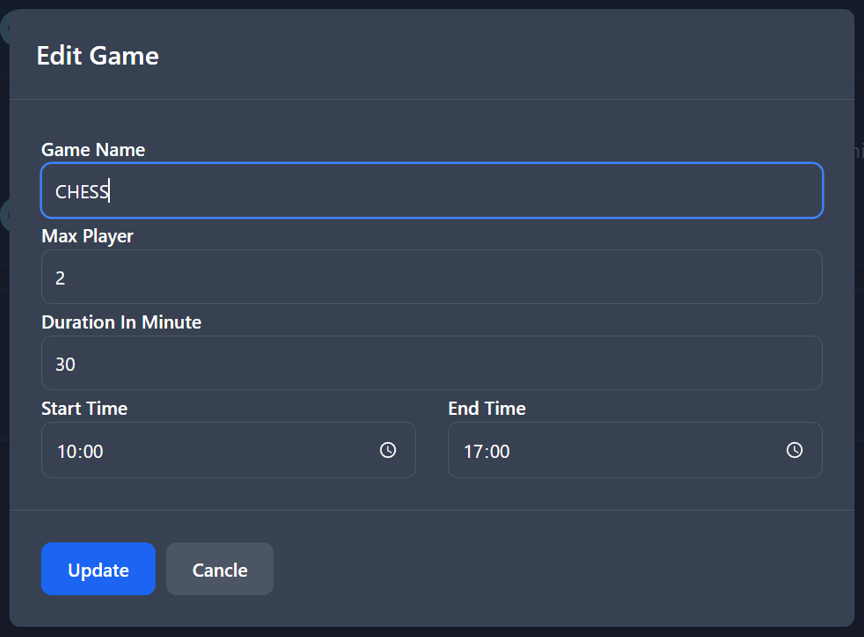 Edit Game
Game Name
CHESS
Max Player
2
Duration In Minute
30
Start Time
End Time
10:00
17:00
Update
Cancle